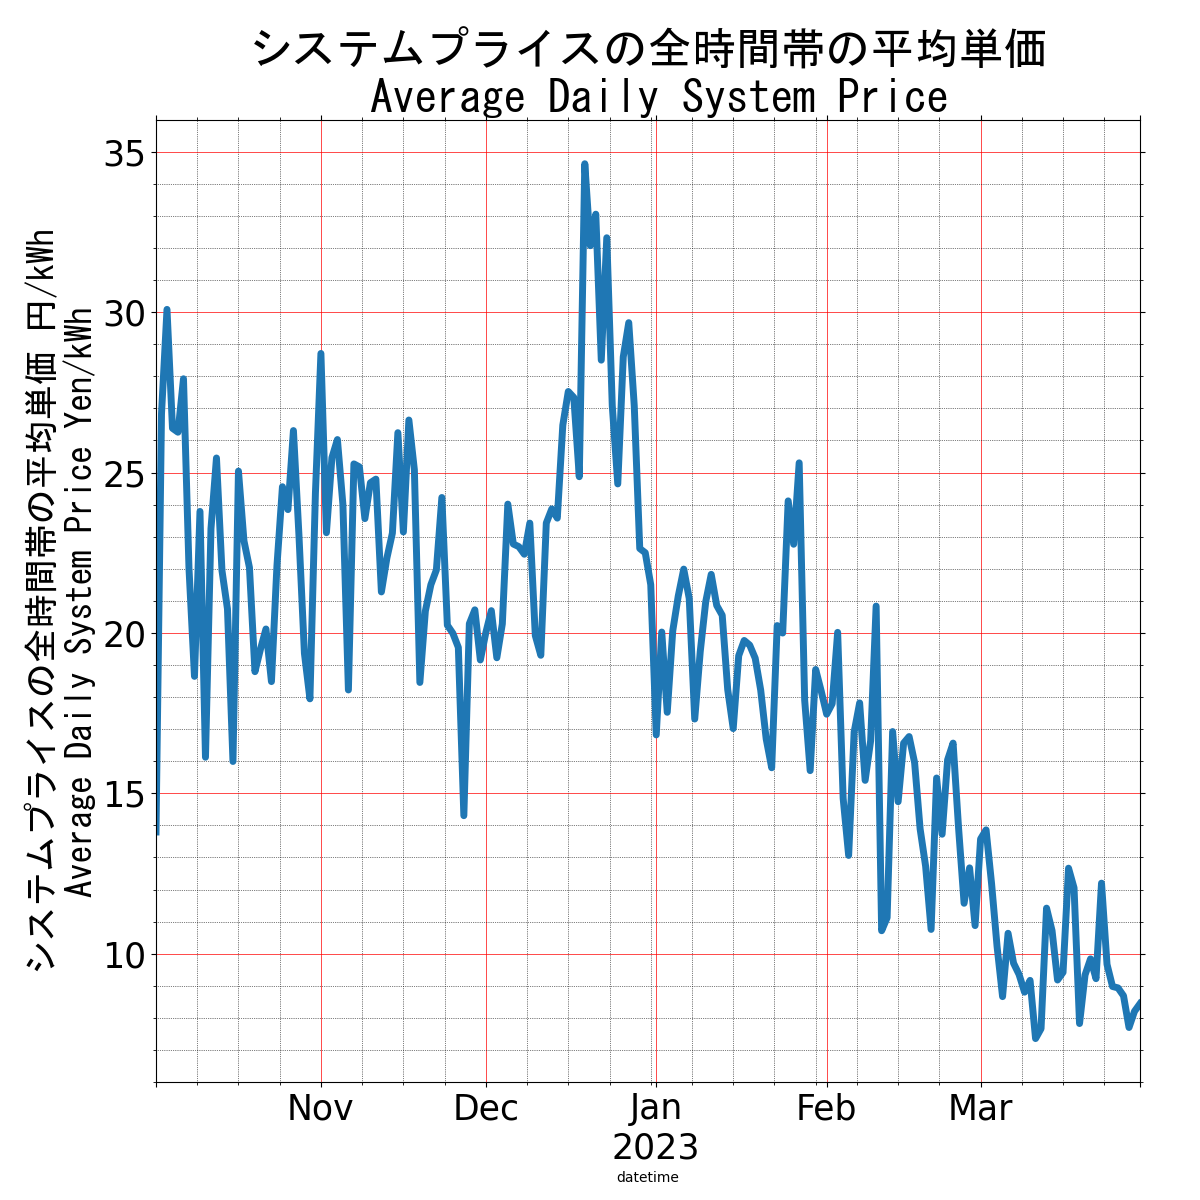 システムプライスの全時間帯の平均単価
Average Daily System Price
システムプライスの全時間帯の平均単価 円/kWh
Average Daily System Price Yen/kWh
35
30
25
20
15
10
Nov
Dec
Jan
Feb
Mar
2023
datetime